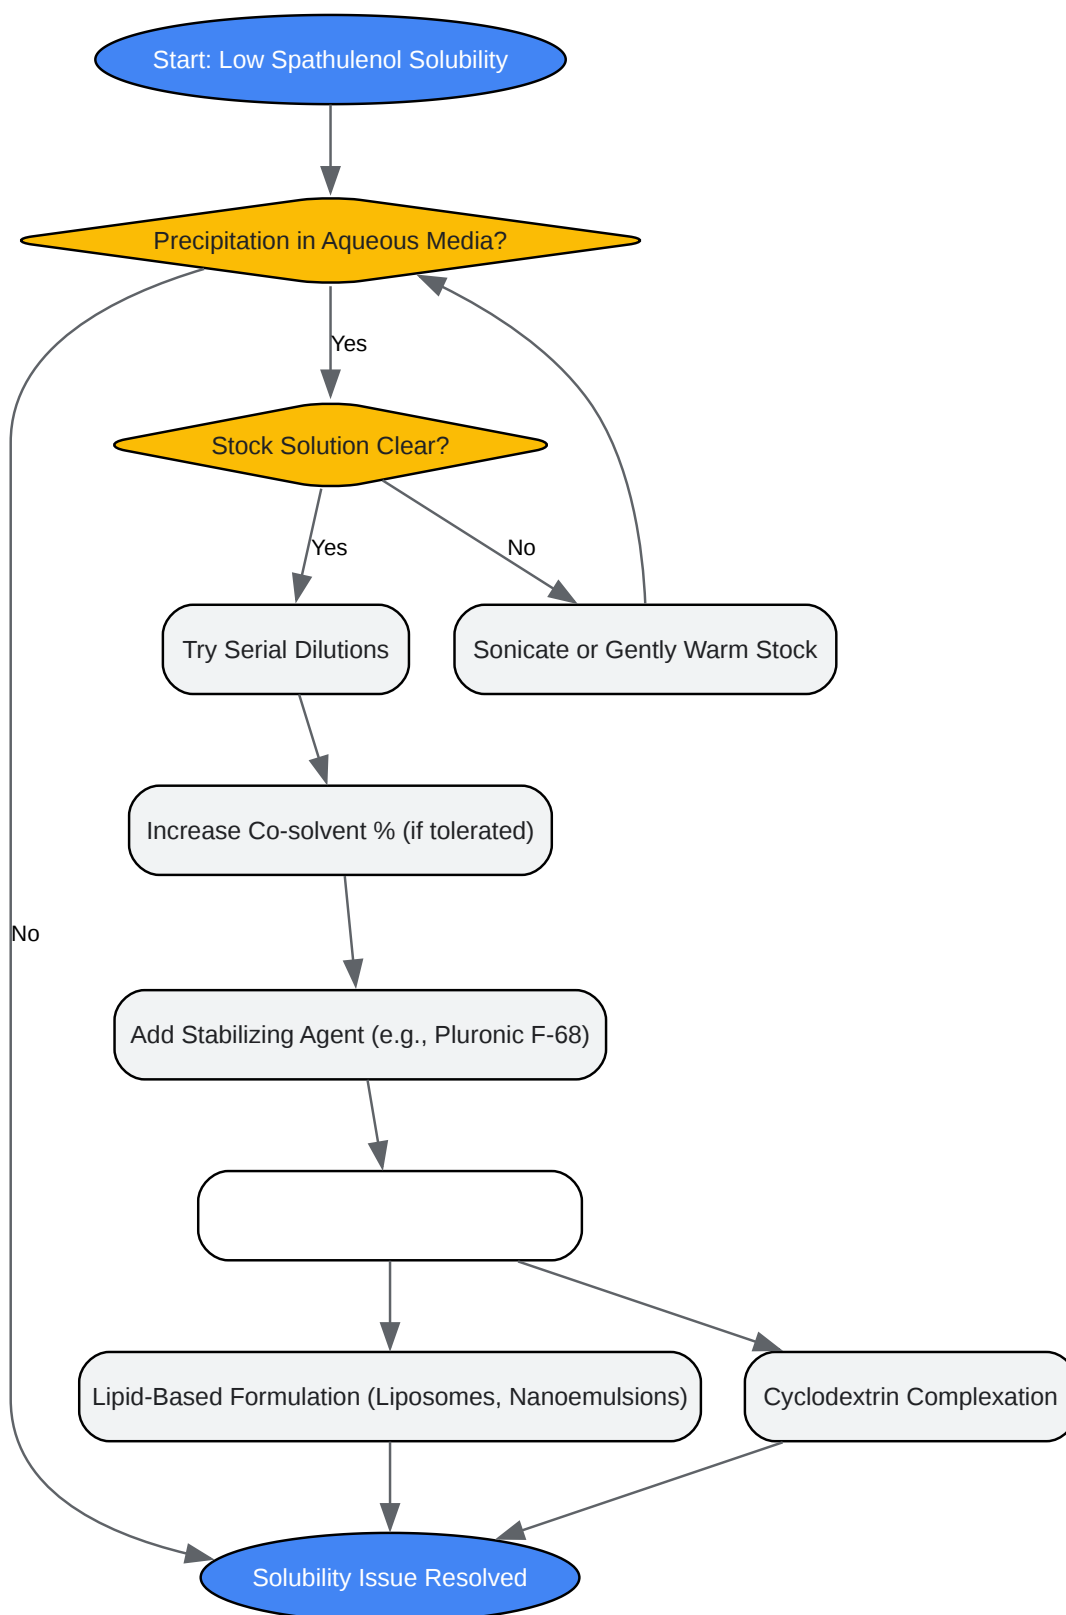 Start: Low Spathulenol Solubility
Precipitation in Aqueous Media?
Yes
Stock Solution Clear?
Yes
No
Try Serial Dilutions
Sonicate or Gently Warm Stock
Increase Co-solvent % (if tolerated)
No
Add Stabilizing Agent (e.g., Pluronic F-68)
Lipid-Based Formulation (Liposomes, Nanoemulsions)
Cyclodextrin Complexation
Solubility Issue Resolved